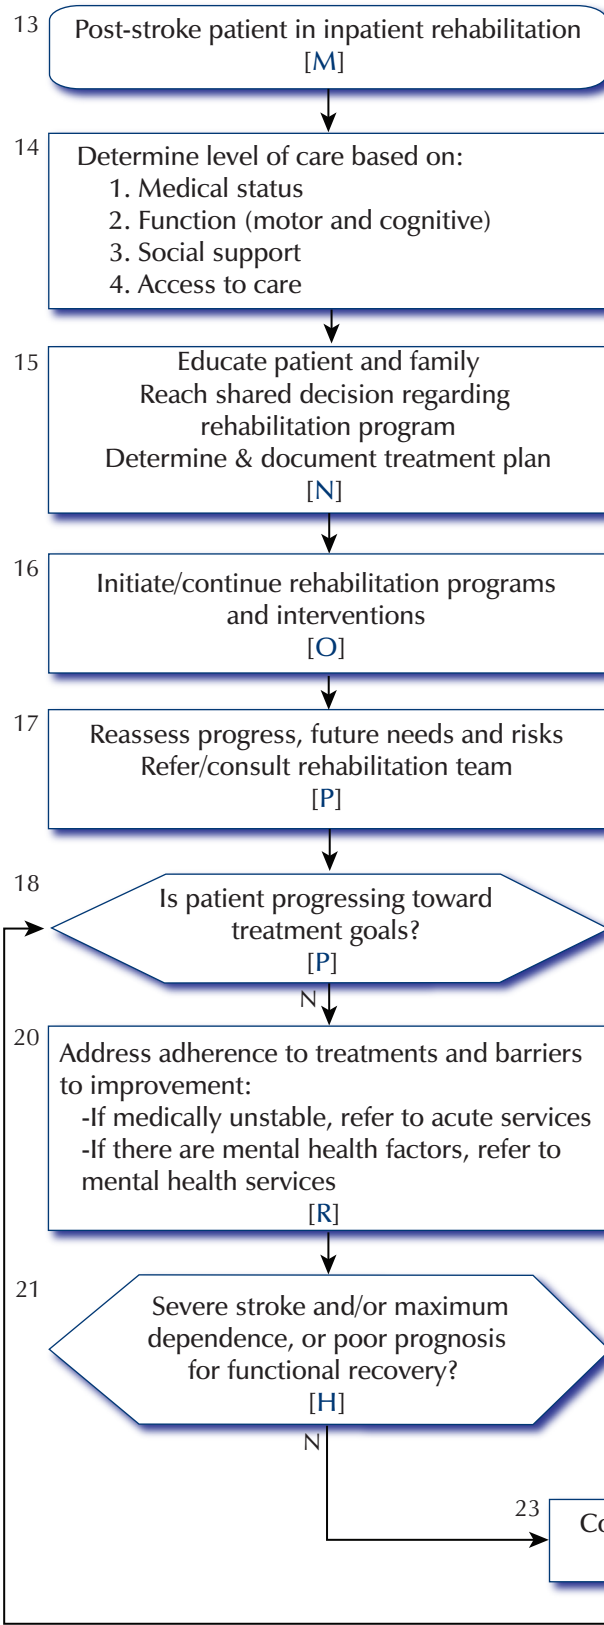 13
Post-stroke patient in inpatient rehabilitation
[M]
14
Determine level of care based on:
1. Medical status
2. Function (motor and cognitive)
3. Social support
4. Access to care
15
Educate patient and family
Reach shared decision regarding
rehabilitation program
Determine & document treatment plan
[N]
16
Initiate/continue rehabilitation programs
and interventions
[O]
17
Reassess progress, future needs and risks
Refer/consult rehabilitation team
[P]
18
Is patient progressing toward
treatment goals?
[P]
N
20
Address adherence to treatments and barriers
to improvement:
-If medically unstable, refer to acute services
-If there are mental health factors, refer to
mental health services
[R]
21
Severe stroke and/or maximum
dependence, or poor prognosis
for functional recovery?
[H]
N
23